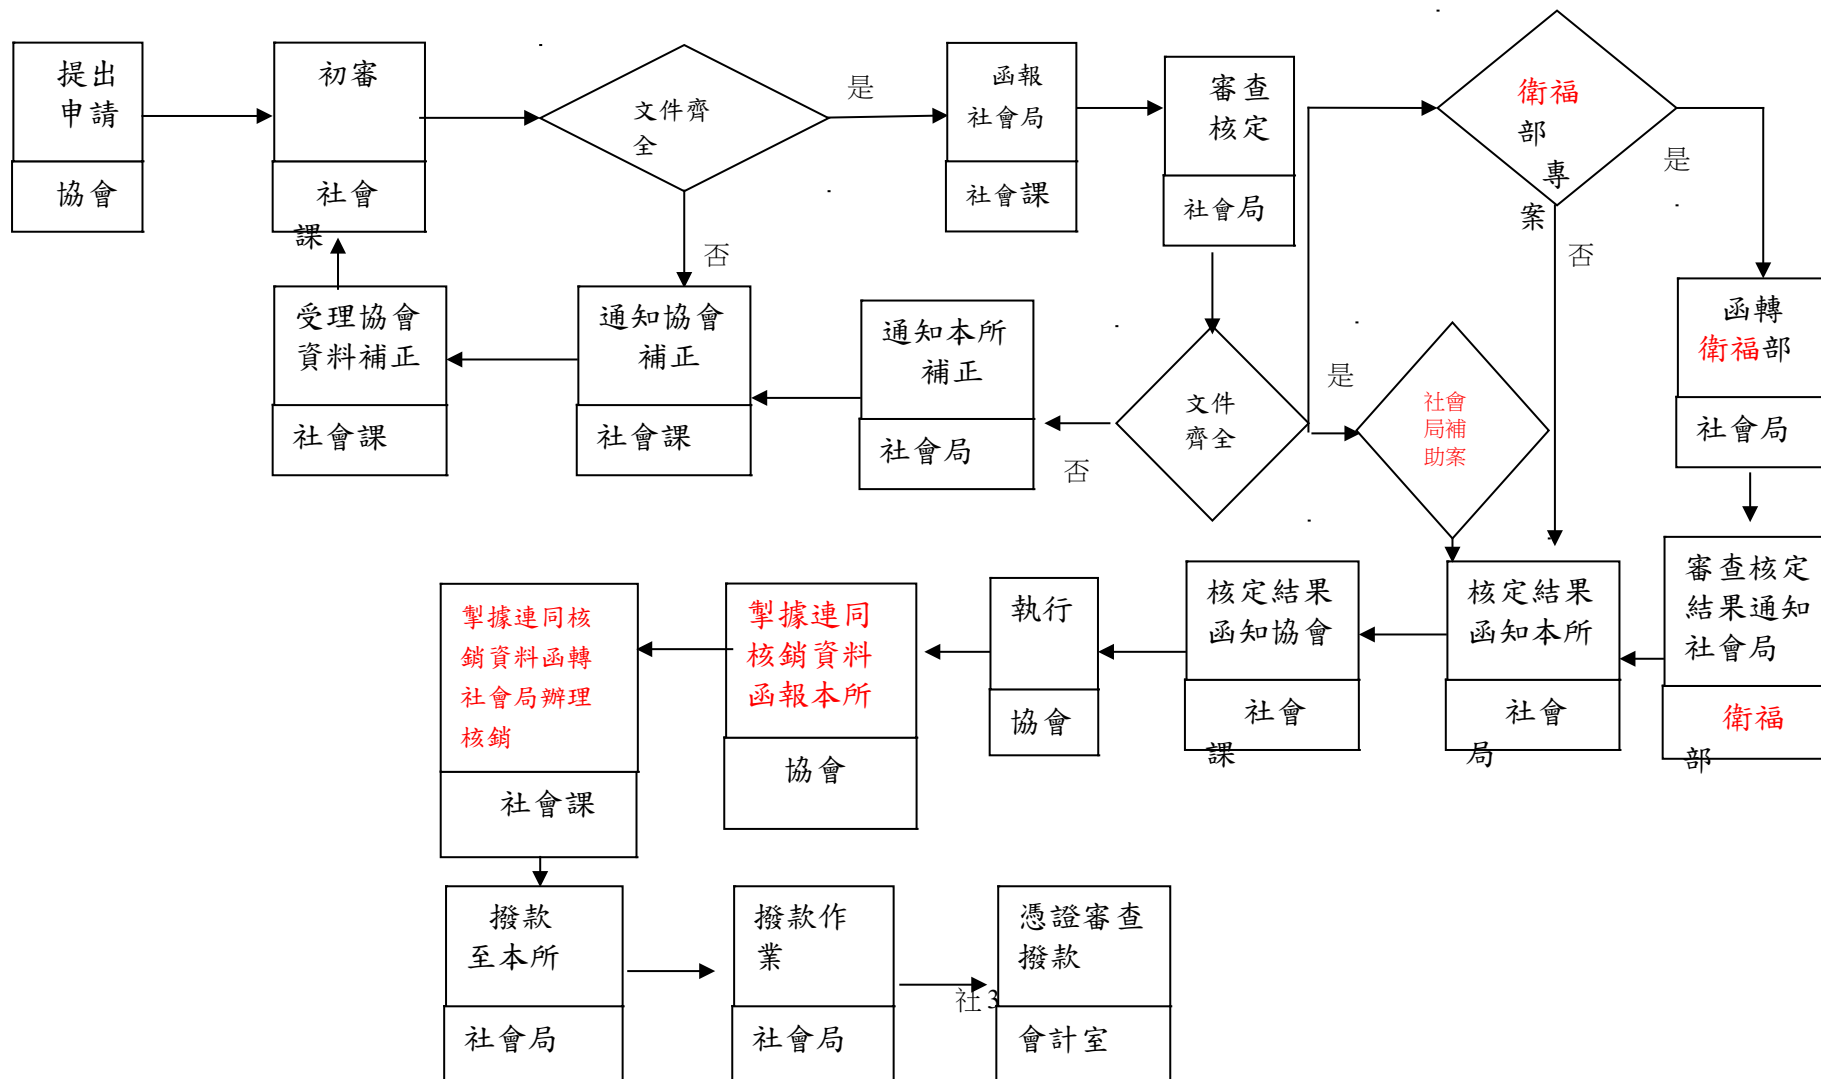 提出
申請
協會
初審
社會
課
文件齊
全
是
否
函報
社會局
社會課
審查
核定
社會局
衛福
部
專
案
是
否
函轉
衛福部
社會局
受理協會
資料補正
社會課
通知協會
補正
社會課
通知本所
補正
社會局
否
文件
齊全
是
社會
局補
助案
審查核定
結果通知
社會局
衛福
部
核定結果
函知本所
社會
局
核定結果
函知協會
社會
課
執行
協會
掣據連同
核銷資料
函報本所
協會
掣據連同核
銷資料函轉
社會局辦理
核銷
社會課
撥款
至本所
社會局
撥款作
業
社會局
憑證審查
撥款
會計室
社3